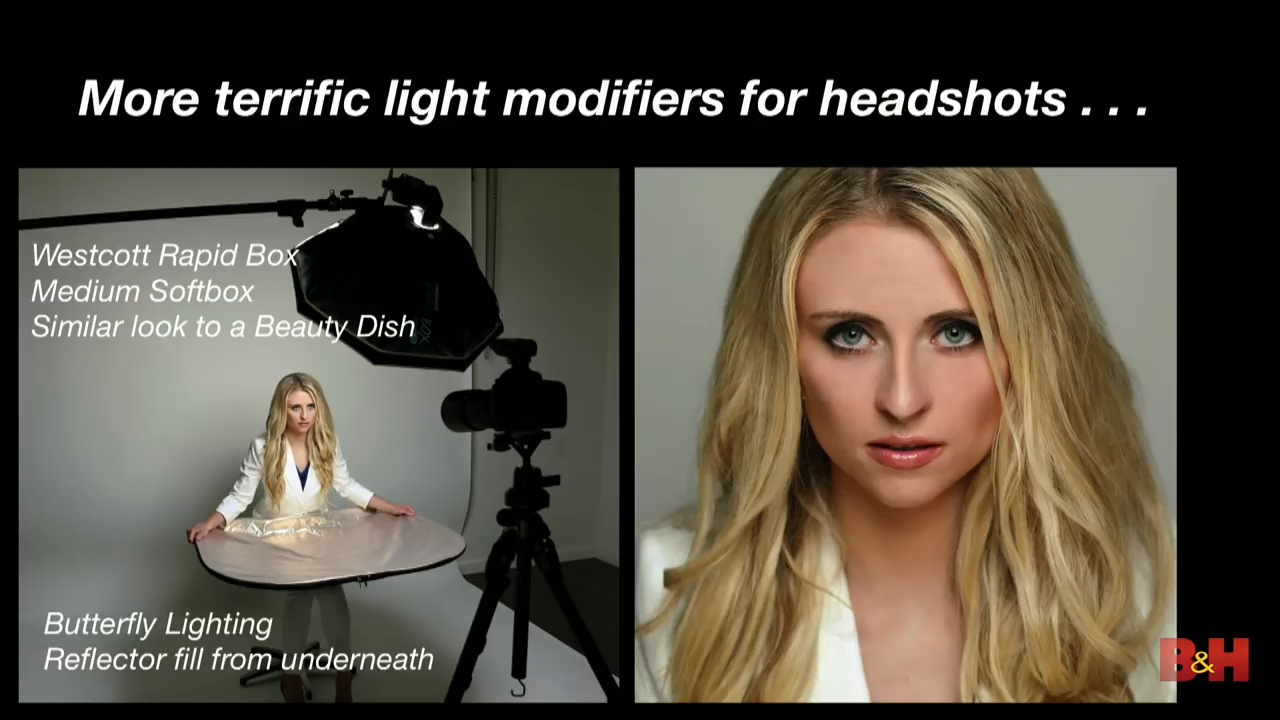 More terrific light modifiers for headshots . . .
Westcott Rapid Box
Medium Softbox
Similar look to a Beauty Dish
Butterfly Lighting
Reflector fill from underneath
B&H